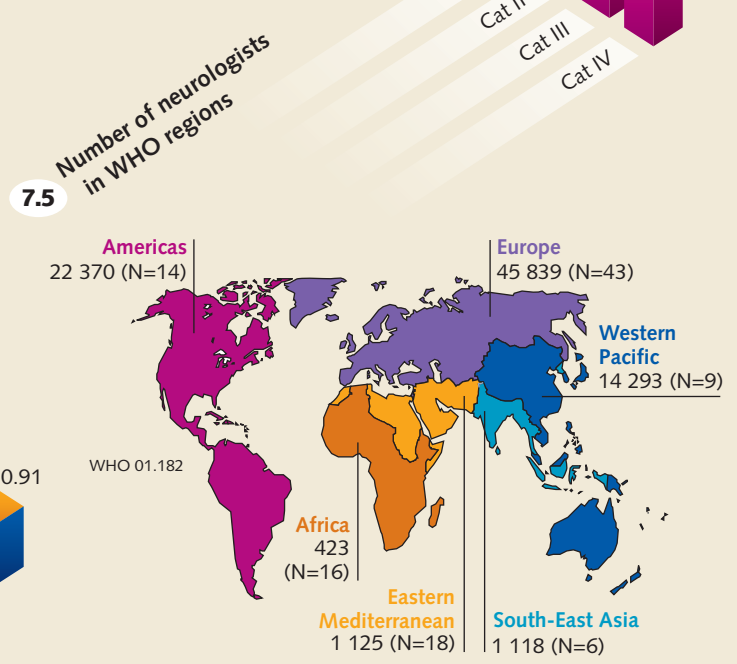 Cat II
Cat III
Cat IV
Number of neurologists
in WHO regions
7.5
Americas
22 370 (N=14)
Europe
45 839 (N=43)
Western
Pacific
14 293 (N=9)
WHO 01.182
0.91
Africa
423
(N=16)
Eastern
Mediterranean
1 125 (N=18)
South-East Asia
1 118 (N=6)